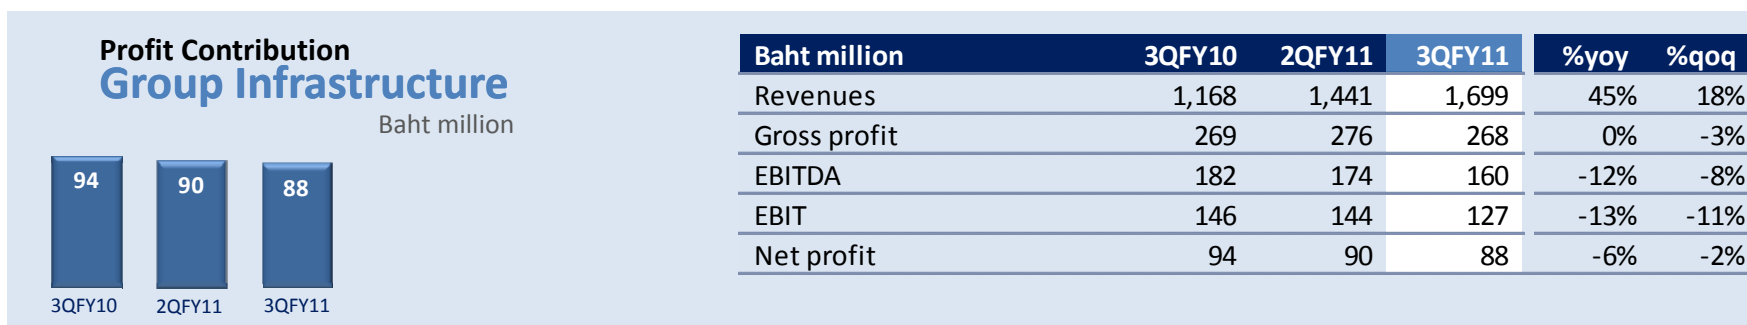 Profit Contribution
Group Infrastructure
Baht million
94 90 88
3QFY10 2QFY11 3QFY11
Baht million 3QFY10 2QFY11 3QFY11 %yoy %qoq
Revenues 1,168 1,441 1,699 45% 18%
Gross profit 269 276 268 0% -3%
EBITDA 182 174 160 -12% -8%
EBIT 146 144 127 -13% -11%
Net profit 94 90 88 -6% -2%